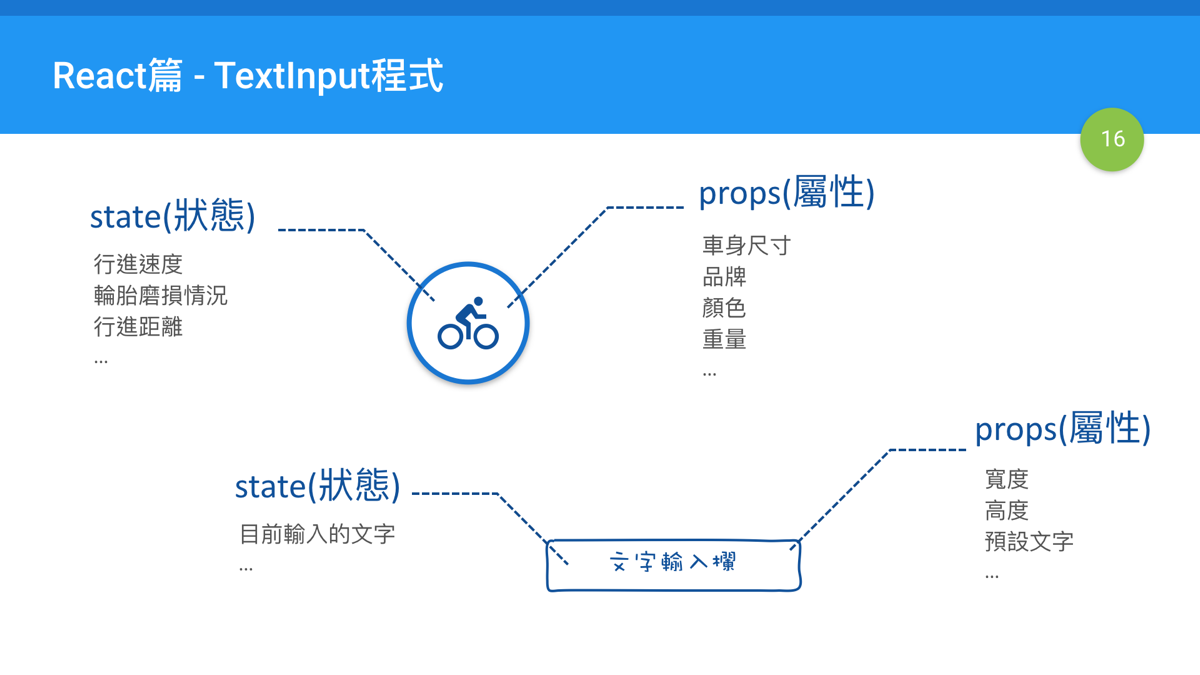 React篇 - TextInput程式
16
state(狀態)
行進速度
輪胎磨損情況
行進距離
...
props(屬性)
車身尺寸
品牌
顏色
重量
...
state(狀態)
目前輸入的文字
...
文字輸入欄
props(屬性)
寬度
高度
預設文字
...